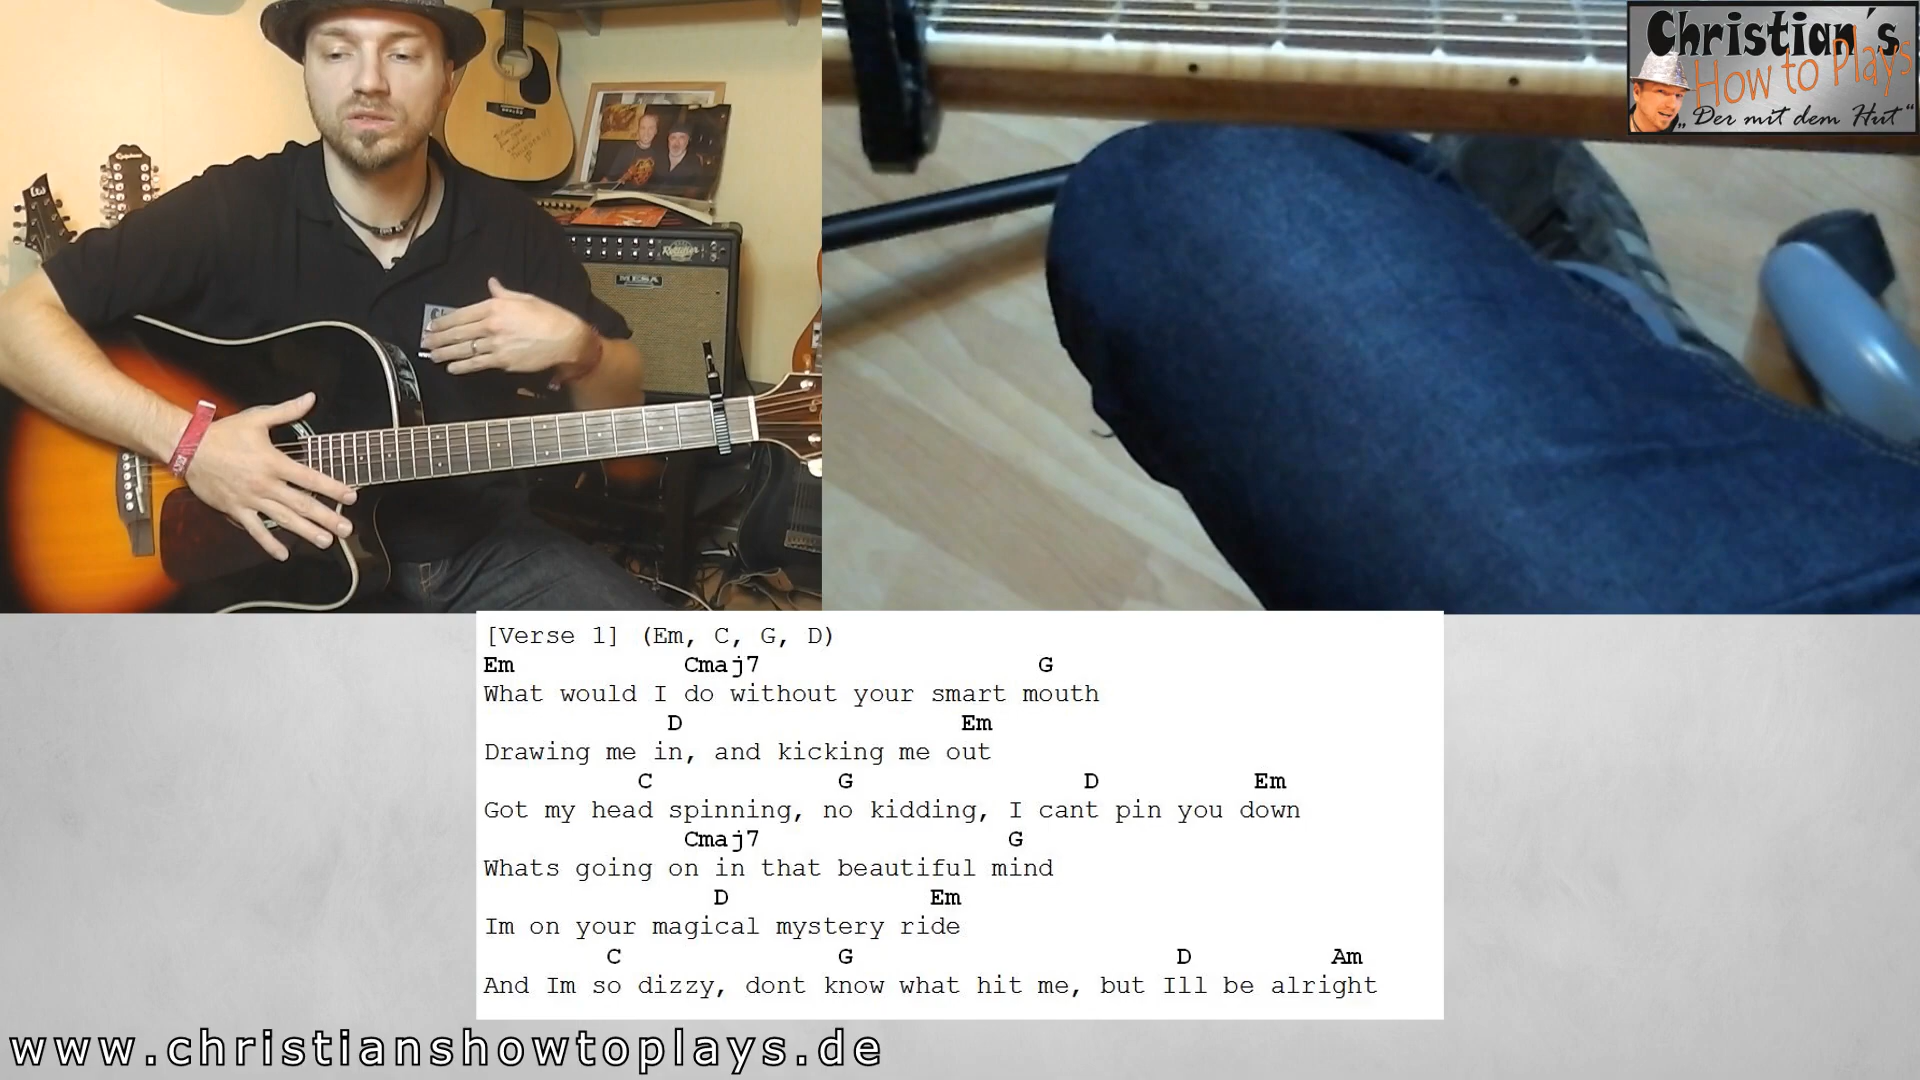 Christian´s
How to Plays
„Der mit dem Hut“
MESA
[Verse 1] (Em, C, G, D)
Em Cmaj7 G
What would I do without your smart mouth
D Em
Drawing me in, and kicking me out
C G D Em
Got my head spinning, no kidding, I cant pin you down
Cmaj7 G
Whats going on in that beautiful mind
D Em
Im on your magical mystery ride
C G D Am
And Im so dizzy, dont know what hit me, but Ill be alright
www.christianshowtoplays.de